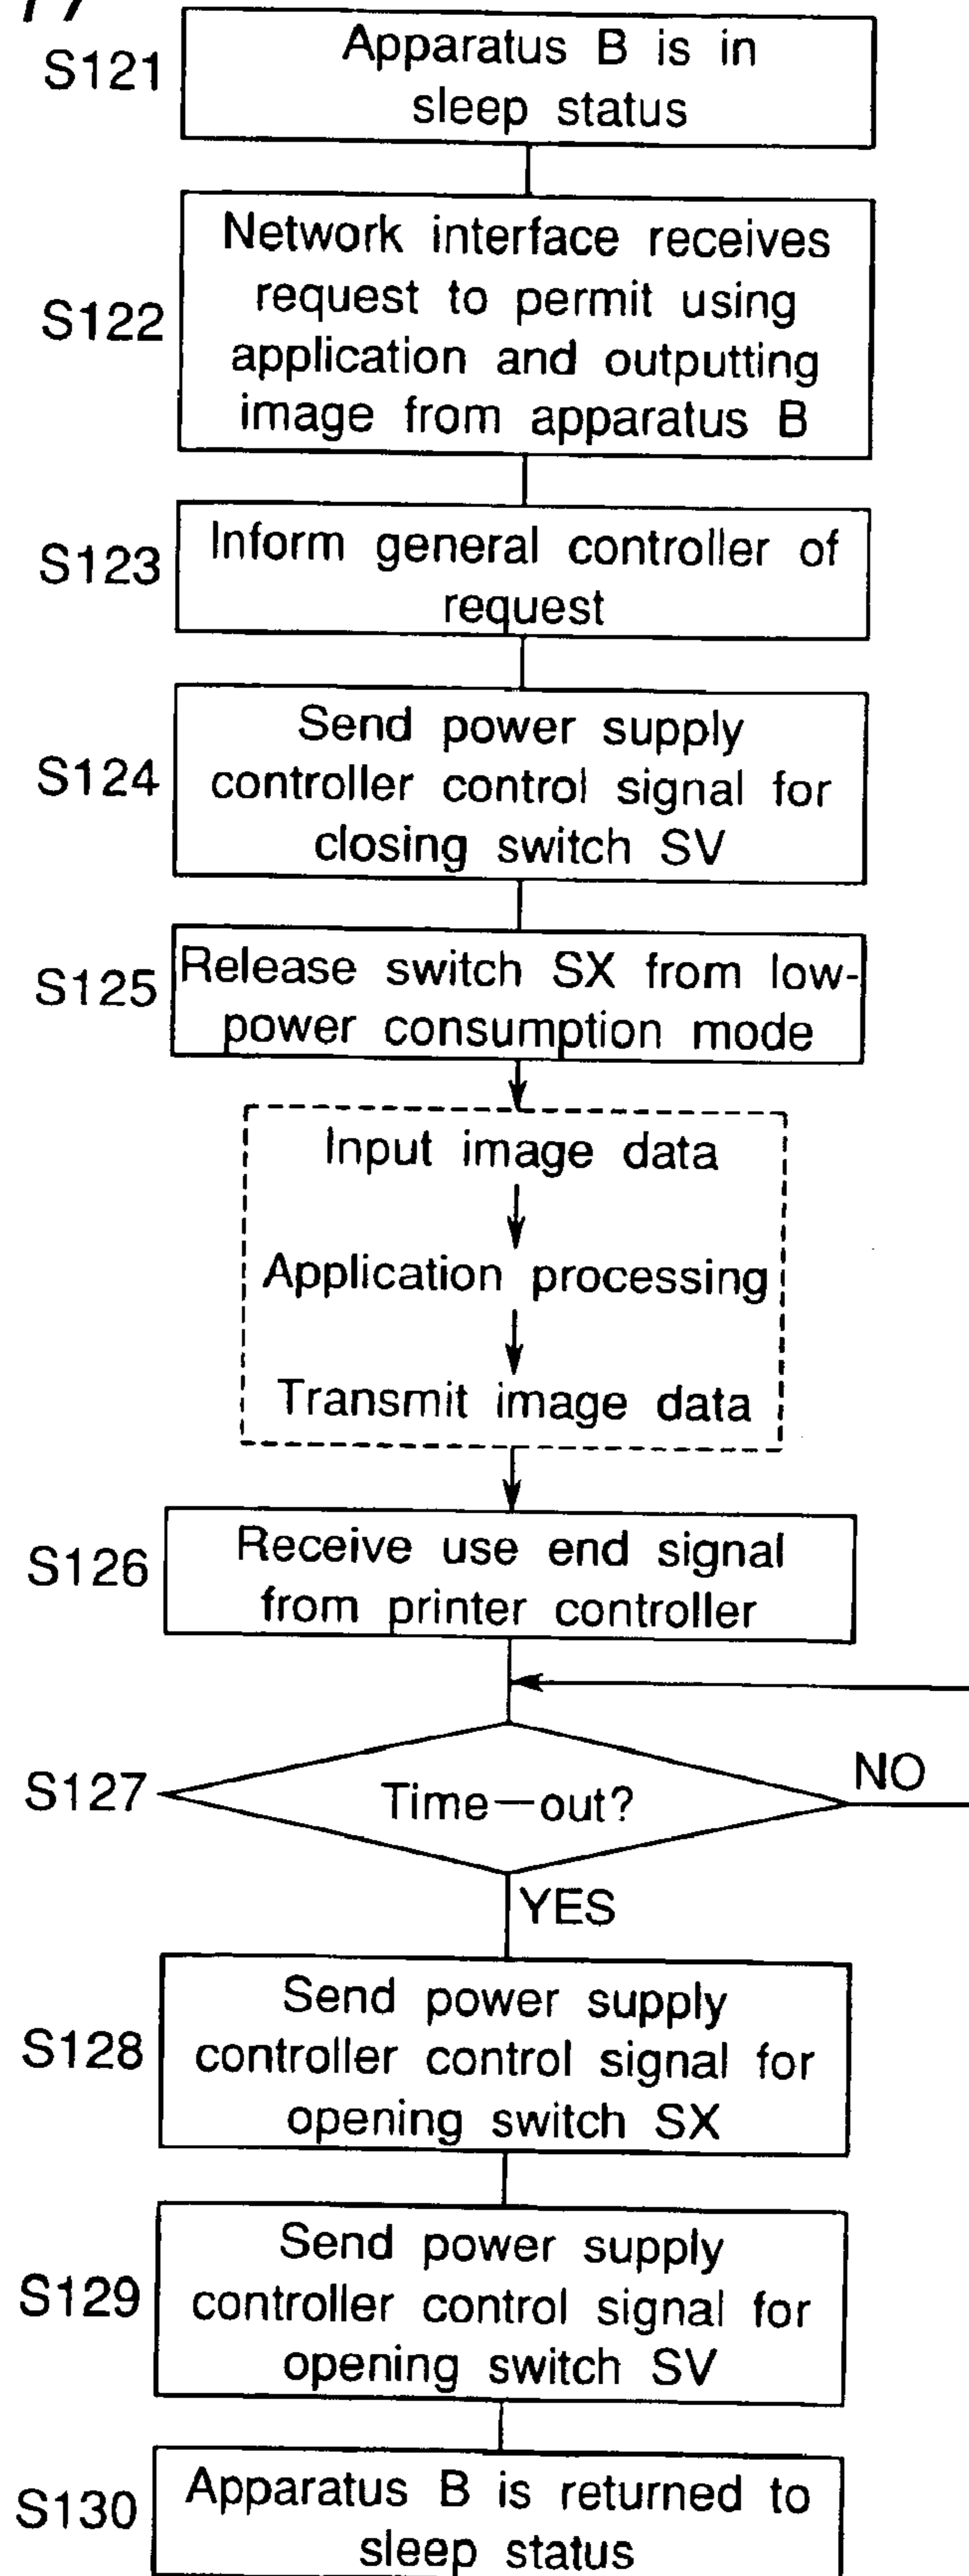 S121
Apparatus B is in
sleep status
S122
Network interface receives
request to permit using
application and outputting
image from apparatus B
S123
Inform general controller of
request
S124
Send power supply
controller control signal for
closing switch SV
S125
Release switch SX from low-
power consumption mode
Input image data
Application processing
Transmit image data
S126
Receive use end signal
from printer controller
S127
Time—out?
NO
YES
S128
Send power supply
controller control signal for
opening switch SX
S129
Send power supply
controller control signal for
opening switch SV
S130
Apparatus B is returned to
sleep status